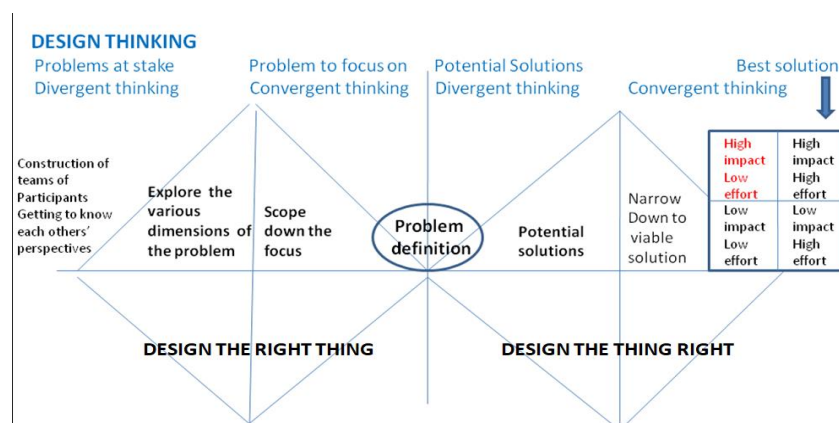 DESIGN THINKING
Problems at stake
Divergent thinking
Problem to focus on
Convergent thinking
Potential Solutions
Divergent thinking
Best solution
Convergent thinking
Construction of
teams of
Participants
Getting to know
each others’
perspectives
Explore the
various
dimensions of
the problem
Scope
down the
focus
Problem
definition
Potential
solutions
Narrow
Down to
viable
solution
High
impact
Low
effort
High
impact
High
effort
Low
impact
Low
effort
Low
impact
High
effort
DESIGN THE RIGHT THING
DESIGN THE THING RIGHT